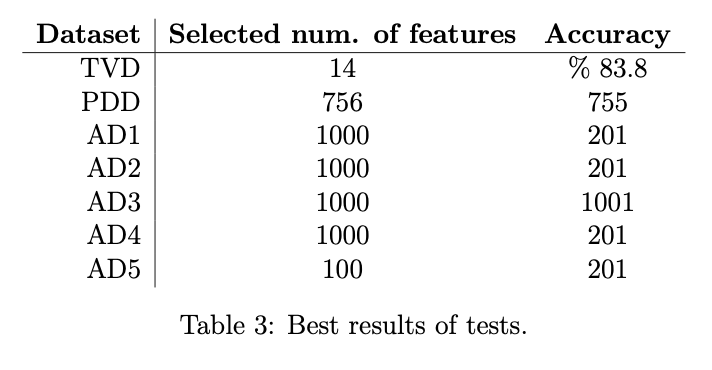 Dataset Selected num. of features Accuracy
TVD 14 % 83.8
PDD 756 755
AD1 1000 201
AD2 1000 201
AD3 1000 1001
AD4 1000 201
AD5 100 201
Table 3: Best results of tests.